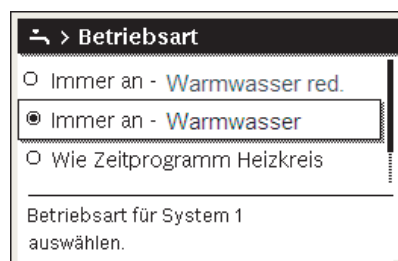 > Betriebsart
Immer an - Warmwasser red.
Immer an - Warmwasser
Wie Zeitprogramm Heizkreis
Betriebsart für System 1
auswählen.